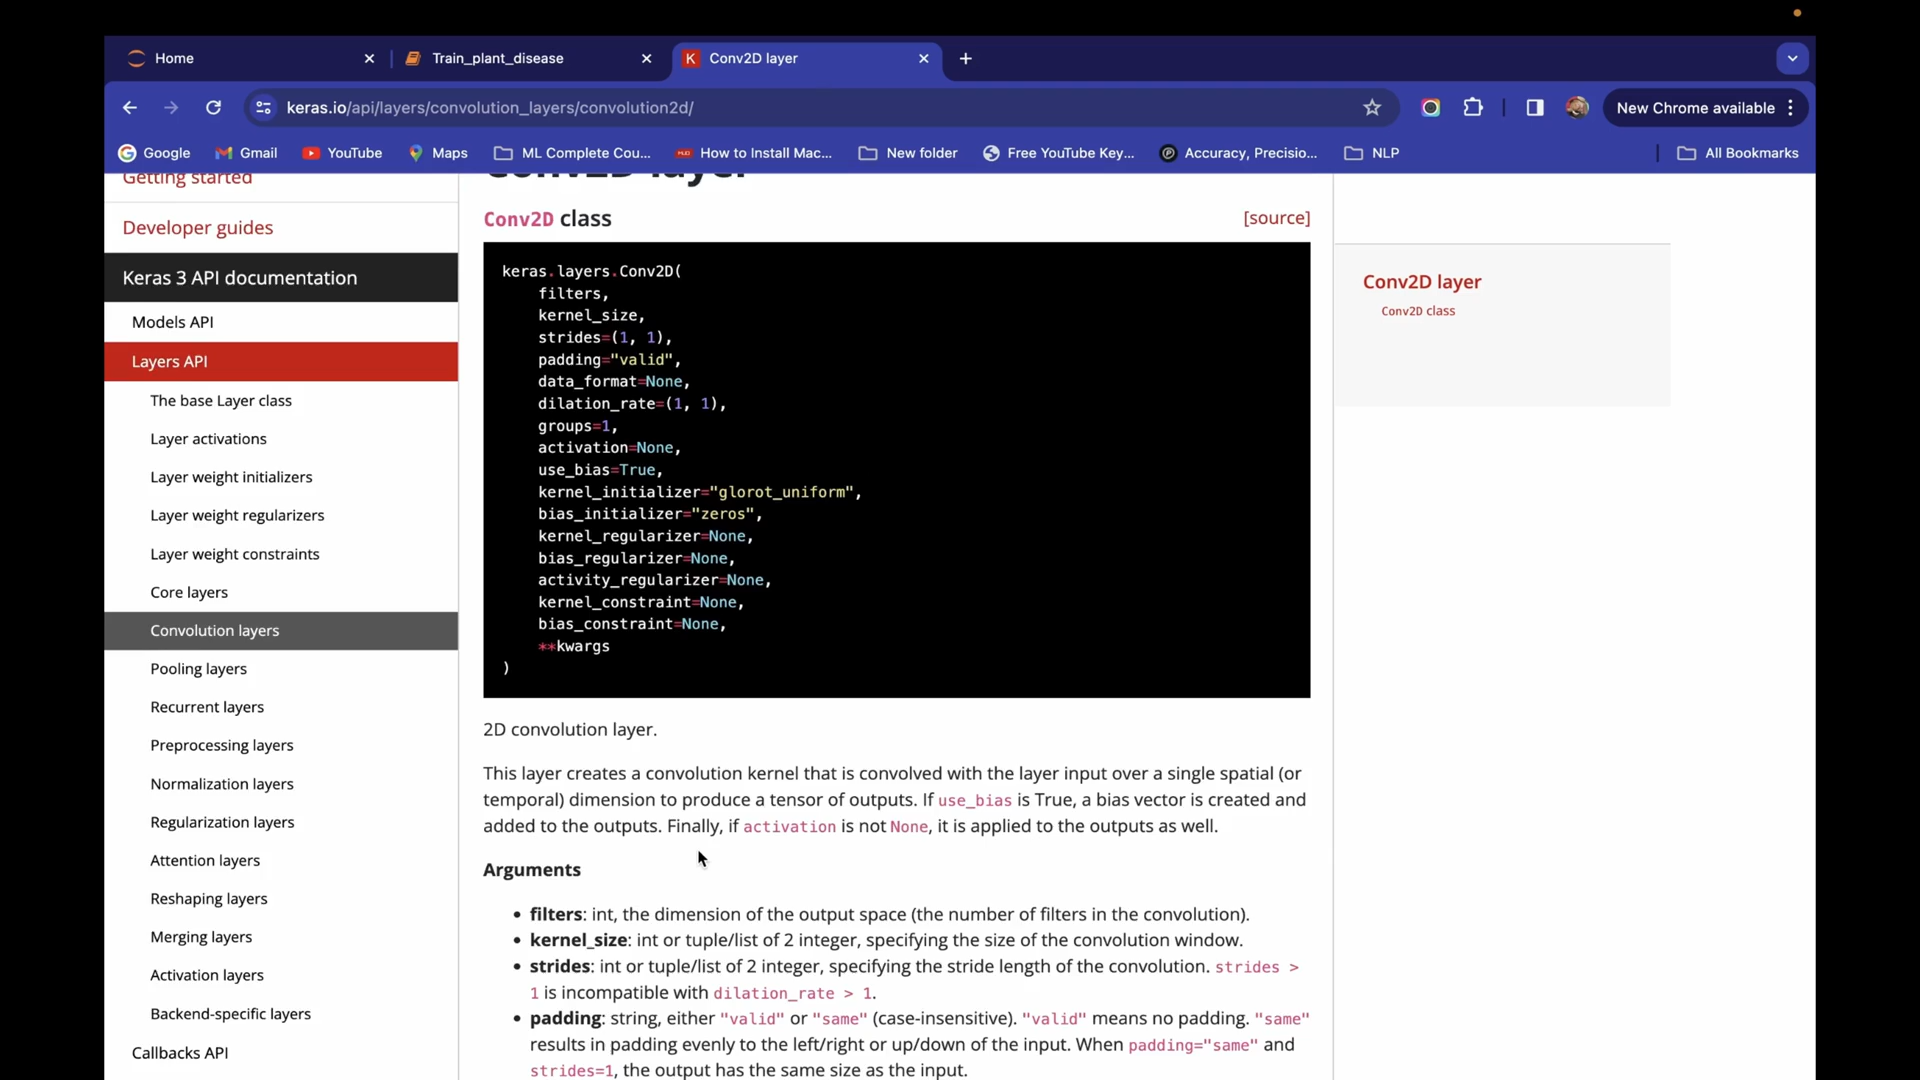 Home
Train_plant_disease
Conv2D layer
keras.io/api/layers/convolution_layers/convolution2d/
New Chrome available
Google
Gmail
YouTube
Maps
ML Complete Cou...
How to Install Mac...
New folder
Free YouTube Key...
Accuracy, Precisio...
NLP
All Bookmarks
Getting started
Developer guides
Keras 3 API documentation
Models API
Layers API
The base Layer class
Layer activations
Layer weight initializers
Layer weight regularizers
Layer weight constraints
Core layers
Convolution layers
Pooling layers
Recurrent layers
Preprocessing layers
Normalization layers
Regularization layers
Attention layers
Reshaping layers
Merging layers
Activation layers
Backend-specific layers
Callbacks API
Conv2D layer
Conv2D class
[source]
keras.layers.Conv2D(
filters,
kernel_size,
strides=(1, 1),
padding="valid",
data_format=None,
dilation_rate=(1, 1),
groups=1,
activation=None,
use_bias=True,
kernel_initializer="glorot_uniform",
bias_initializer="zeros",
kernel_regularizer=None,
bias_regularizer=None,
activity_regularizer=None,
kernel_constraint=None,
bias_constraint=None,
**kwargs
)
2D convolution layer.
This layer creates a convolution kernel that is convolved with the layer input over a single spatial (or
temporal) dimension to produce a tensor of outputs. If use_bias is True, a bias vector is created and
added to the outputs. Finally, if activation is not None, it is applied to the outputs as well.
Arguments
• filters: int, the dimension of the output space (the number of filters in the convolution).
• kernel_size: int or tuple/list of 2 integer, specifying the size of the convolution window.
• strides: int or tuple/list of 2 integer, specifying the stride length of the convolution. strides >
1 is incompatible with dilation_rate > 1.
• padding: string, either "valid" or "same" (case-insensitive). "valid" means no padding. "same"
results in padding evenly to the left/right or up/down of the input. When padding="same" and
strides=1, the output has the same size as the input.
Conv2D layer
Conv2D class